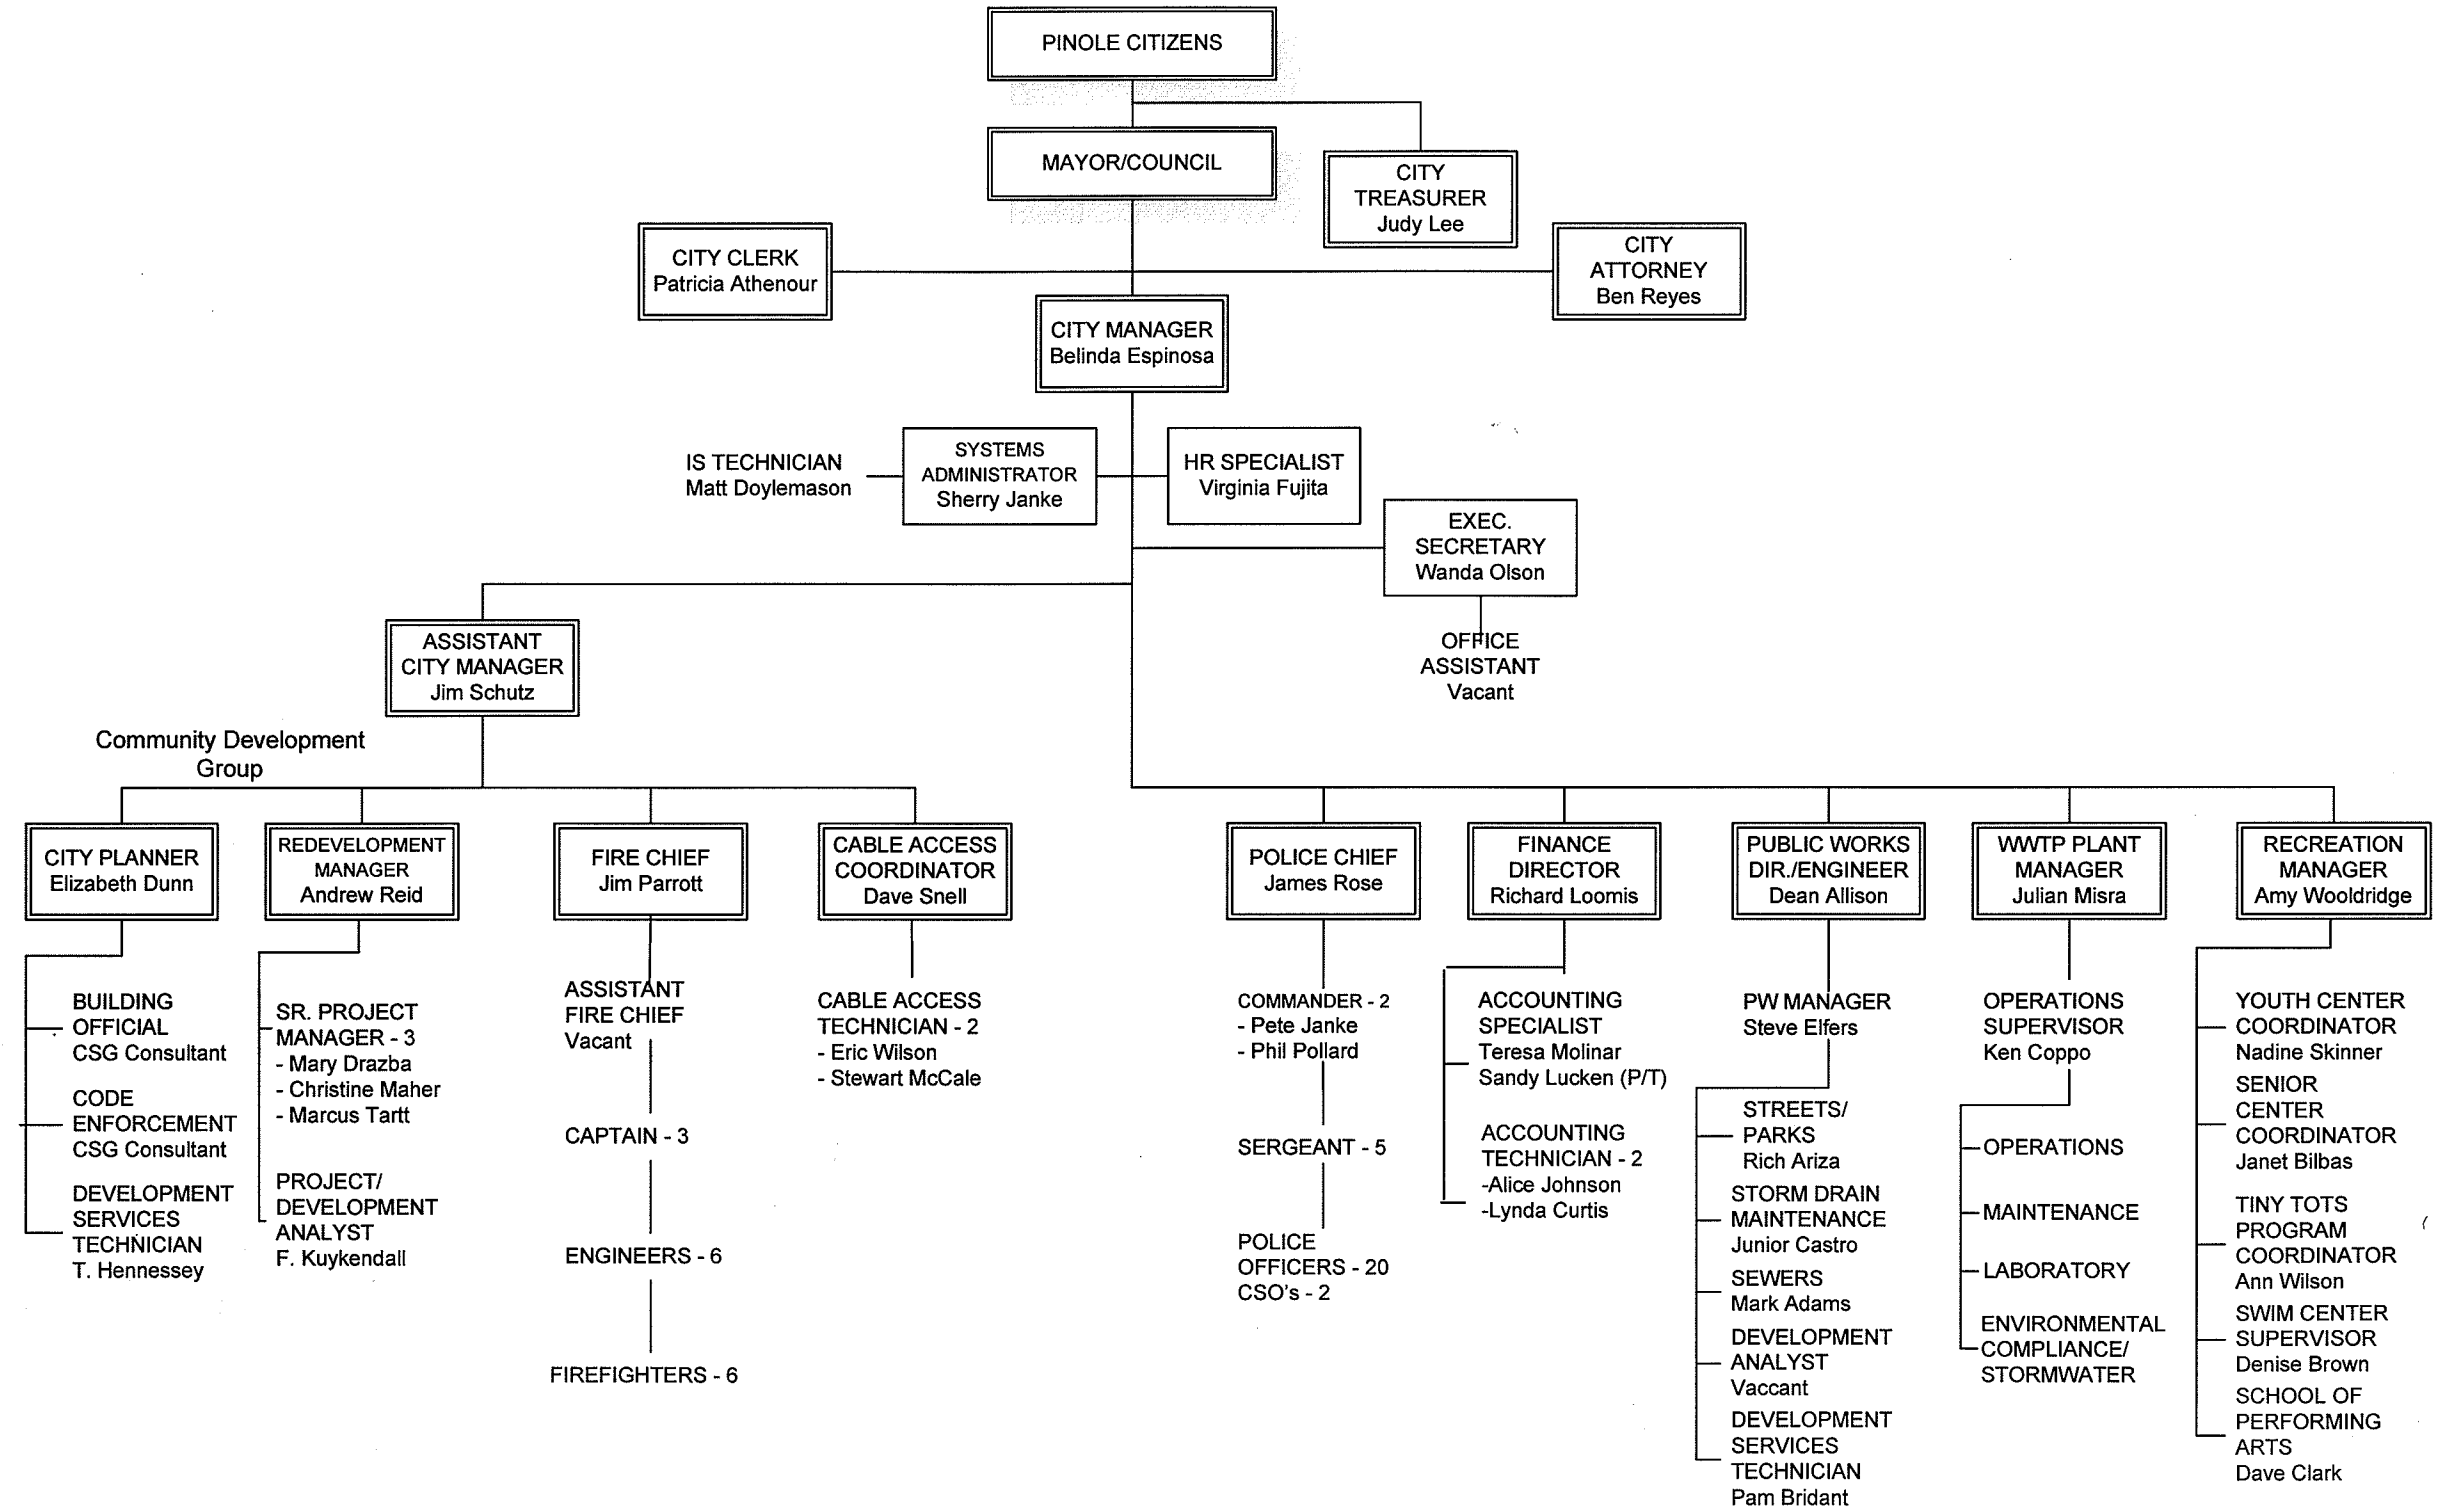 PINOLE CITIZENS
MAYOR/COUNCIL
CITY
TREASURER
Judy Lee
CITY CLERK
Patricia Athenour
CITY
ATTORNEY
Ben Reyes
CITY MANAGER
Belinda Espinosa
IS TECHNICIAN
Matt Doylemason
SYSTEMS
ADMINISTRATOR
Sherry Janke
HR SPECIALIST
Virginia Fujita
EXEC.
SECRETARY
Wanda Olson
OFFICE
ASSISTANT
Vacant
ASSISTANT
CITY MANAGER
Jim Schutz
Community Development
Group
CITY PLANNER
Elizabeth Dunn
BUILDING
OFFICIAL
CSG Consultant
CODE
ENFORCEMENT
CSG Consultant
DEVELOPMENT
SERVICES
TECHNICIAN
T. Hennessey
REDEVELOPMENT
MANAGER
Andrew Reid
SR. PROJECT
MANAGER - 3
- Mary Drazba
- Christine Maher
- Marcus Tartt
PROJECT/
DEVELOPMENT
ANALYST
F. Kuykendall
FIRE CHIEF
Jim Parrott
ASSISTANT
FIRE CHIEF
Vacant
CAPTAIN - 3
ENGINEERS - 6
FIREFIGHTERS - 6
CABLE ACCESS
COORDINATOR
Dave Snell
CABLE ACCESS
TECHNICIAN - 2
- Eric Wilson
- Stewart McCale
POLICE CHIEF
James Rose
COMMANDER - 2
- Pete Janke
- Phil Pollard
SERGEANT - 5
POLICE
OFFICERS - 20
CSO's - 2
FINANCE
DIRECTOR
Richard Loomis
ACCOUNTING
SPECIALIST
Teresa Molinar
Sandy Lucken (P/T)
ACCOUNTING
TECHNICIAN - 2
-Alice Johnson
-Lynda Curtis
PUBLIC WORKS
DIR./ENGINEER
Dean Allison
PW MANAGER
Steve Elfers
STREETS/
PARKS
Rich Ariza
STORM DRAIN
MAINTENANCE
Junior Castro
SEWERS
Mark Adams
DEVELOPMENT
ANALYST
Vaccant
DEVELOPMENT
SERVICES
TECHNICIAN
Pam Bridant
WWTP PLANT
MANAGER
Julian Misra
OPERATIONS
SUPERVISOR
Ken Coppo
OPERATIONS
MAINTENANCE
LABORATORY
ENVIRONMENTAL
COMPLIANCE/
STORMWATER
RECREATION
MANAGER
Amy Wooldridge
YOUTH CENTER
COORDINATOR
Nadine Skinner
SENIOR
CENTER
COORDINATOR
Janet Bilbas
TINY TOTS
PROGRAM
COORDINATOR
Ann Wilson
SWIM CENTER
SUPERVISOR
Denise Brown
SCHOOL OF
PERFORMING
ARTS
Dave Clark